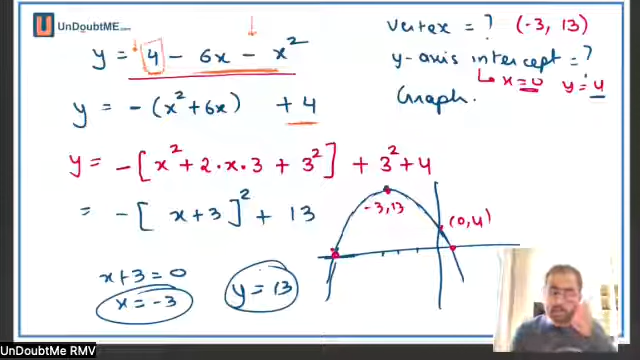 UnDoubtME.com
y = 4 - 6x - x²
y = -(x² + 6x) + 4
y = -[x² + 2·x·3 + 3²] + 3² + 4
= -[x + 3]² + 13
x + 3 = 0
x = -3
y = 13
vertex = ? (-3, 13)
y-axis intercept = ?
↳ x = 0 y = 4
Graph.
-3, 13
(0, 4)
UnDoubtMe RMV